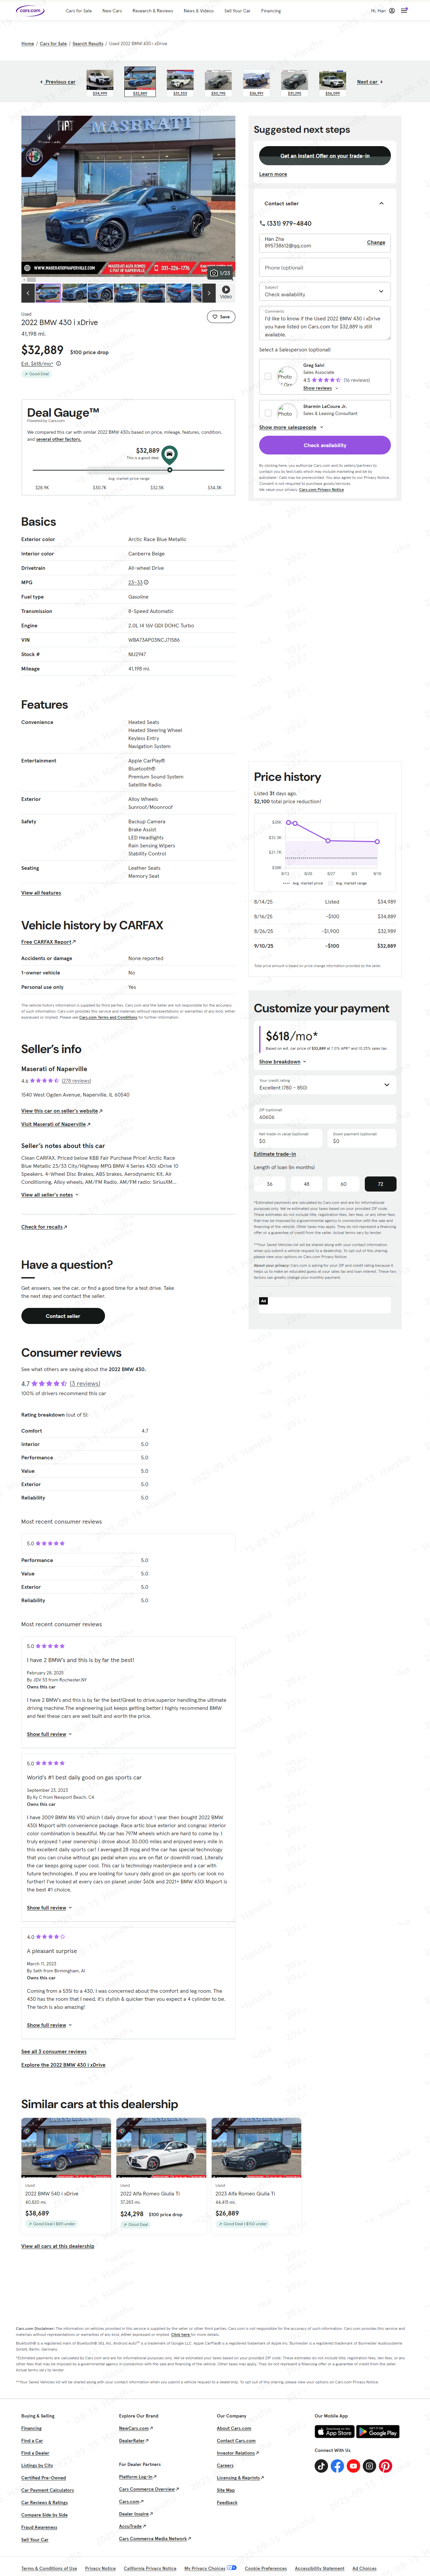 cars.com
Cars for Sale
New Cars
Research & Reviews
News & Videos
Sell Your Car
Financing
Hi, Han
Home / Cars for Sale / Search Results / Used 2022 BMW 430 i xDrive
Previous car
$34,999
$32,889
$31,333
$30,795
$36,991
$31,295
$36,099
Next car
FIAT
MASERATI
WWW.MASERATIOFNAPERVILLE.COM
331-226-1776
1/23
Video
Used
2022 BMW 430 i xDrive
Save
41,198 mi.
$32,889
$100 price drop
Est. $618/mo*
Good Deal
Deal Gauge™
Powered by Cars.com
We compared this car with similar 2022 BMW 430s based on price, mileage, features, condition,
and several other factors.
$32,889
This is a good deal.
Avg. market price range
$28.9K
$30.7K
$32.5K
$34.3K
Suggested next steps
Get an Instant Offer on your trade-in
Learn more
Contact seller
(331) 979-4840
Han Zha
895738612@qq.com
Change
Phone (optional)
Subject
Check availability
Comments
I'd like to know if the Used 2022 BMW 430 i xDrive
you have listed on Cars.com for $32,889 is still
available.
Select a Salesperson (optional)
Greg Salvi
Sales Associate
4.5 (16 reviews)
Show reviews
Sharmin LaCoure Jr.
Sales & Leasing Consultant
Show more salespeople
Check availability
By clicking here, you authorize Cars.com and its sellers/partners to
contact you by texts/calls which may include marketing and be by
autodialer. Calls may be prerecorded. You also agree to our Privacy Notice.
Consent is not required to purchase goods/services.
We value your privacy. Cars.com Privacy Notice
Basics
Exterior color
Arctic Race Blue Metallic
Interior color
Canberra Beige
Drivetrain
All-wheel Drive
MPG
23–33
Fuel type
Gasoline
Transmission
8-Speed Automatic
Engine
2.0L I4 16V GDI DOHC Turbo
VIN
WBA73AP03NCJ71586
Stock #
NU2947
Mileage
41,198 mi.
Features
Convenience
Heated Seats
Heated Steering Wheel
Keyless Entry
Navigation System
Entertainment
Apple CarPlay®
Bluetooth®
Premium Sound System
Satellite Radio
Exterior
Alloy Wheels
Sunroof/Moonroof
Safety
Backup Camera
Brake Assist
LED Headlights
Rain Sensing Wipers
Stability Control
Seating
Leather Seats
Memory Seat
View all features
Price history
Listed 31 days ago.
$2,100 total price reduction!
$35K
$33.3K
$31.7K
$30K
8/13
8/20
8/27
9/3
9/10
Avg. market price
Avg. market range
8/14/25
Listed
$34,989
8/16/25
-$100
$34,889
8/26/25
-$1,900
$32,989
9/10/25
-$100
$32,889
Total price amount is based on price change information provided by the seller.
Vehicle history by CARFAX
Free CARFAX Report
Accidents or damage
None reported
1-owner vehicle
No
Personal use only
Yes
The vehicle history information is supplied by third parties. Cars.com and the Seller are not responsible for the accuracy
of such information. Cars.com provides this service and materials without representations or warranties of any kind, either
expressed or implied. Please see Cars.com Terms and Conditions for further information.
Seller's info
Maserati of Naperville
4.6 (278 reviews)
1540 West Ogden Avenue, Naperville, IL 60540
View this car on seller's website
Visit Maserati of Naperville
Seller's notes about this car
Clean CARFAX. Priced below KBB Fair Purchase Price! Arctic Race
Blue Metallic 23/33 City/Highway MPG BMW 4 Series 430i xDrive 10
Speakers, 4-Wheel Disc Brakes, ABS brakes, Aerodynamic Kit, Air
Conditioning, Alloy wheels, AM/FM Radio, AM/FM radio: SiriusXM...
View all seller's notes
Check for recalls
Customize your payment
$618/mo*
Based on est. car price of $32,889 at 7.0% APR* and 10.25% sales tax.
Show breakdown
Your credit rating
Excellent (780 - 850)
ZIP (optional)
60606
Net trade-in value (optional)
$0
Down payment (optional)
$0
Estimate trade-in
Length of loan (in months)
36
48
60
72
*Estimated payments are calculated by Cars.com and are for informational
purposes only. We've estimated your taxes based on your provided ZIP code.
These estimates do not include title, registration fees, lien fees, or any other fees
that may be imposed by a governmental agency in connection with the sale and
financing of the vehicle. Other taxes may apply. They do not represent a financing
offer or a guarantee of credit from the seller. Actual terms vary by lender.
**Your Saved Vehicles list will be shared along with your contact information
when you submit a vehicle request to a dealership. To opt out of this sharing,
please view your options on Cars.com Privacy Notice.
About your privacy: Cars.com is asking for your ZIP and credit rating because it
helps us to make an educated guess of your sales tax and loan interest. These two
factors can greatly change your monthly payment.
Ad
Have a question?
Get answers, see the car, or find a good time for a test drive. Take
the next step and contact the seller.
Contact seller
Consumer reviews
See what others are saying about the 2022 BMW 430.
4.7 (3 reviews)
100% of drivers recommend this car
Rating breakdown (out of 5):
Comfort
4.7
Interior
5.0
Performance
5.0
Value
5.0
Exterior
5.0
Reliability
5.0
Most recent consumer reviews
5.0
Performance
5.0
Value
5.0
Exterior
5.0
Reliability
5.0
Most recent consumer reviews
5.0
I have 2 BMW's and this is by far the best!
February 28, 2025
By JDV 53 from Rochester,NY
Owns this car
I have 2 BMW's and this is by far the best!Great to drive,superior handling,the ultimate
driving machine.The engineering just keeps getting better.I highly recommend BMW
and feel these cars are well built and worth the price.
Show full review
5.0
World's #1 best daily good on gas sports car
September 23, 2023
By Ky C from Newport Beach, CA
Owns this car
I have 2009 BMW M6 V10 which I daily drove for about 1 year then bought 2022 BMW
430i Msport with convenience package. Race artic blue exterior and congnac interior
color combination is beautiful. My car has 797M wheels which are hard to come by. I
truly enjoyed 1 year ownership i drove about 30,000 miles and enjoyed every mile in
this excellent daily sports car! I averaged 28 mpg and the car has special technology
that you can cruise without gas pedal when you are on flat or downhill road. Literally
the car keeps going super cool. This car is technology masterpiece and a car with
future technologies. If you are looking for luxury daily good on gas sports car look no
further! I've looked at every cars on planet under $60k and 2021+ BMW 430i Msport is
the best #1 choice.
Show full review
4.0
A pleasant surprise
March 11, 2023
By Seth from Birmingham, Al
Owns this car
Coming from a 535I to a 430, I was concerned about the comfort and leg room. The
430 has the room that I need, it's stylish & quicker than you expect a 4 cylinder to be.
The tech is also amazing!
Show full review
See all 3 consumer reviews
Explore the 2022 BMW 430 i xDrive
Similar cars at this dealership
Used
2022 BMW 540 i xDrive
40,820 mi.
$38,689
Good Deal | $911 under
Used
2022 Alfa Romeo Giulia Ti
37,263 mi.
$24,298
$100 price drop
Good Deal
Used
2023 Alfa Romeo Giulia Ti
44,415 mi.
$26,889
Good Deal | $102 under
View all cars at this dealership
Cars.com Disclaimer: The information on vehicles provided in this service is supplied by the seller or other third parties; Cars.com is not responsible for the accuracy of such information. Cars.com provides this service and
materials without representations or warranties of any kind, either expressed or implied. Click here for more details.
Bluetooth® is a registered mark of Bluetooth® SIG, Inc. Android Auto™ is a trademark of Google LLC. Apple CarPlay® is a registered trademark of Apple Inc. Burmester is a registered trademark of Burmester Audiosysteme
GmbH, Berlin, Germany.
*Estimated payments are calculated by Cars.com and are for informational purposes only. We've estimated your taxes based on your provided ZIP code. These estimates do not include title, registration fees, lien fees, or any
other fees that may be imposed by a governmental agency in connection with the sale and financing of the vehicle. Other taxes may apply. They do not represent a financing offer or a guarantee of credit from the seller.
Actual terms vary by lender.
**Your Saved Vehicles list will be shared along with your contact information when you submit a vehicle request to a dealership. To opt out of this sharing, please view your options on Cars.com Privacy Notice.
Buying & Selling
Financing
Find a Car
Find a Dealer
Listings by City
Certified Pre-Owned
Car Payment Calculators
Car Reviews & Ratings
Compare Side by Side
Fraud Awareness
Sell Your Car
Explore Our Brand
NewCars.com
DealerRater
For Dealer Partners
Platform Log-In
Cars Commerce Overview
Cars.com
Dealer Inspire
AccuTrade
Cars Commerce Media Network
Our Company
About Cars.com
Contact Cars.com
Investor Relations
Careers
Licensing & Reprints
Site Map
Feedback
Our Mobile App
Download on the
App Store
GET IT ON
Google Play
Connect With Us
Terms & Conditions of Use
Privacy Notice
California Privacy Notice
My Privacy Choices
Cookie Preferences
Accessibility Statement
Ad Choices